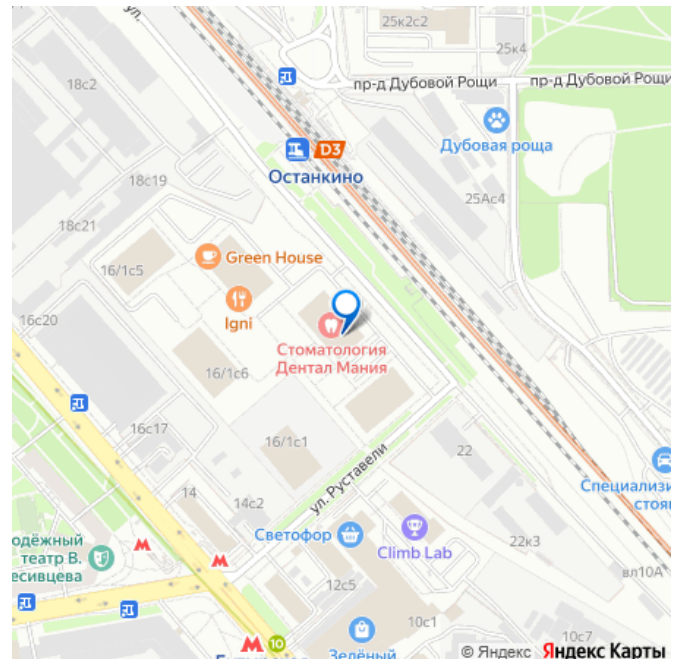 ул.
25к2с2
25к4
18с2
пр-д Дубовой Рощи
пр-д Дубовой Рощи
Дубовая роща
D3
Останкино
18с19
25Ас4
18с21
Green House
16/1с5
Igni
16с20
Стоматология
Дентал Мания
16/1с6
16с17
16/1с1
22
ул. Руставели
14
14с2
Специализи
стоя
Светофор
Climb Lab
одёжный
театр В.
есивцева
22к3
12с5
вл10А
10с1
10
10с7
Зелёный
© Яндекс Яндекс Карты